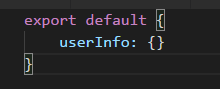 export default {
    userInfo: {}
}